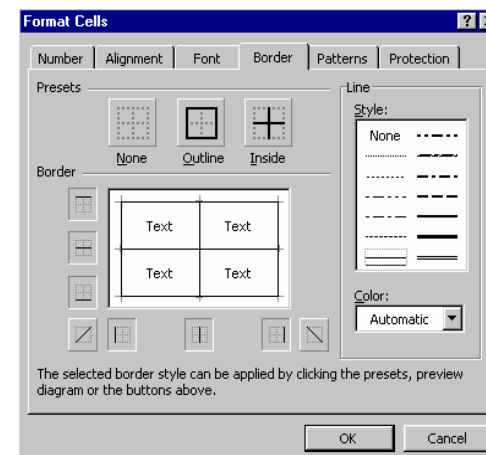 Format Cells
Number Alignment Font Border Patterns Protection
Presets
None Outline Inside
Border
Text Text
Text Text
Line
Style:
None
Color:
Automatic
The selected border style can be applied by clicking the presets, preview
diagram or the buttons above.
OK Cancel